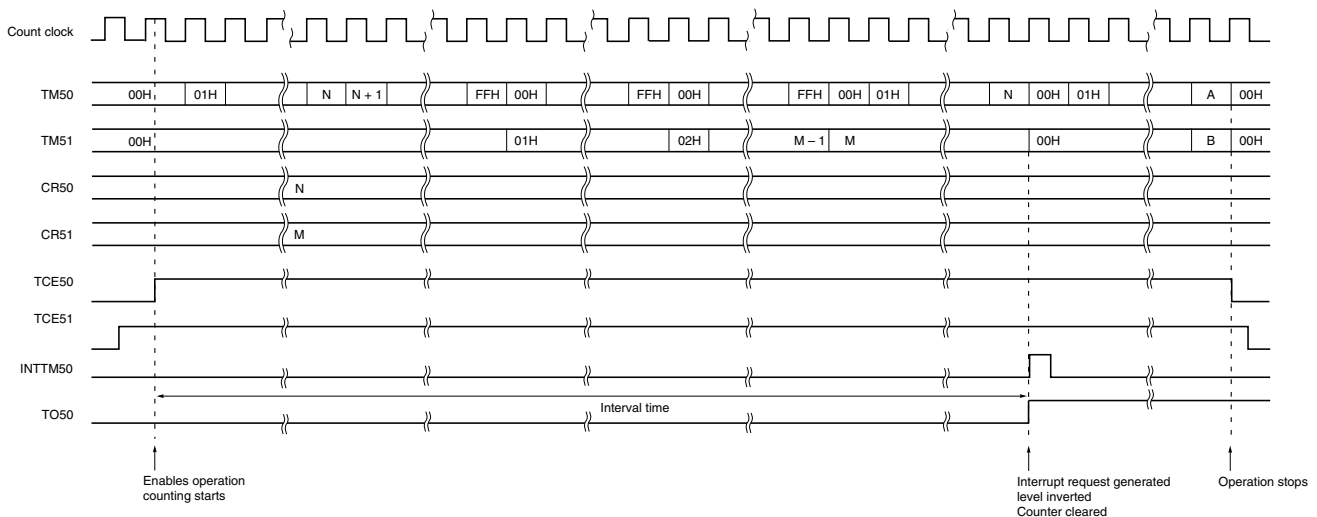 Count clock
TM50 00H 01H N N + 1 FFH 00H FFH 00H FFH 00H 01H N 00H 01H A 00H
TM51 00H 01H 02H M – 1 M 00H B 00H
CR50 N
CR51 M
TCE50
TCE51
INTTM50
Interval time
TO50
Enables operation
counting starts
Interrupt request generated
level inverted
Counter cleared
Operation stops